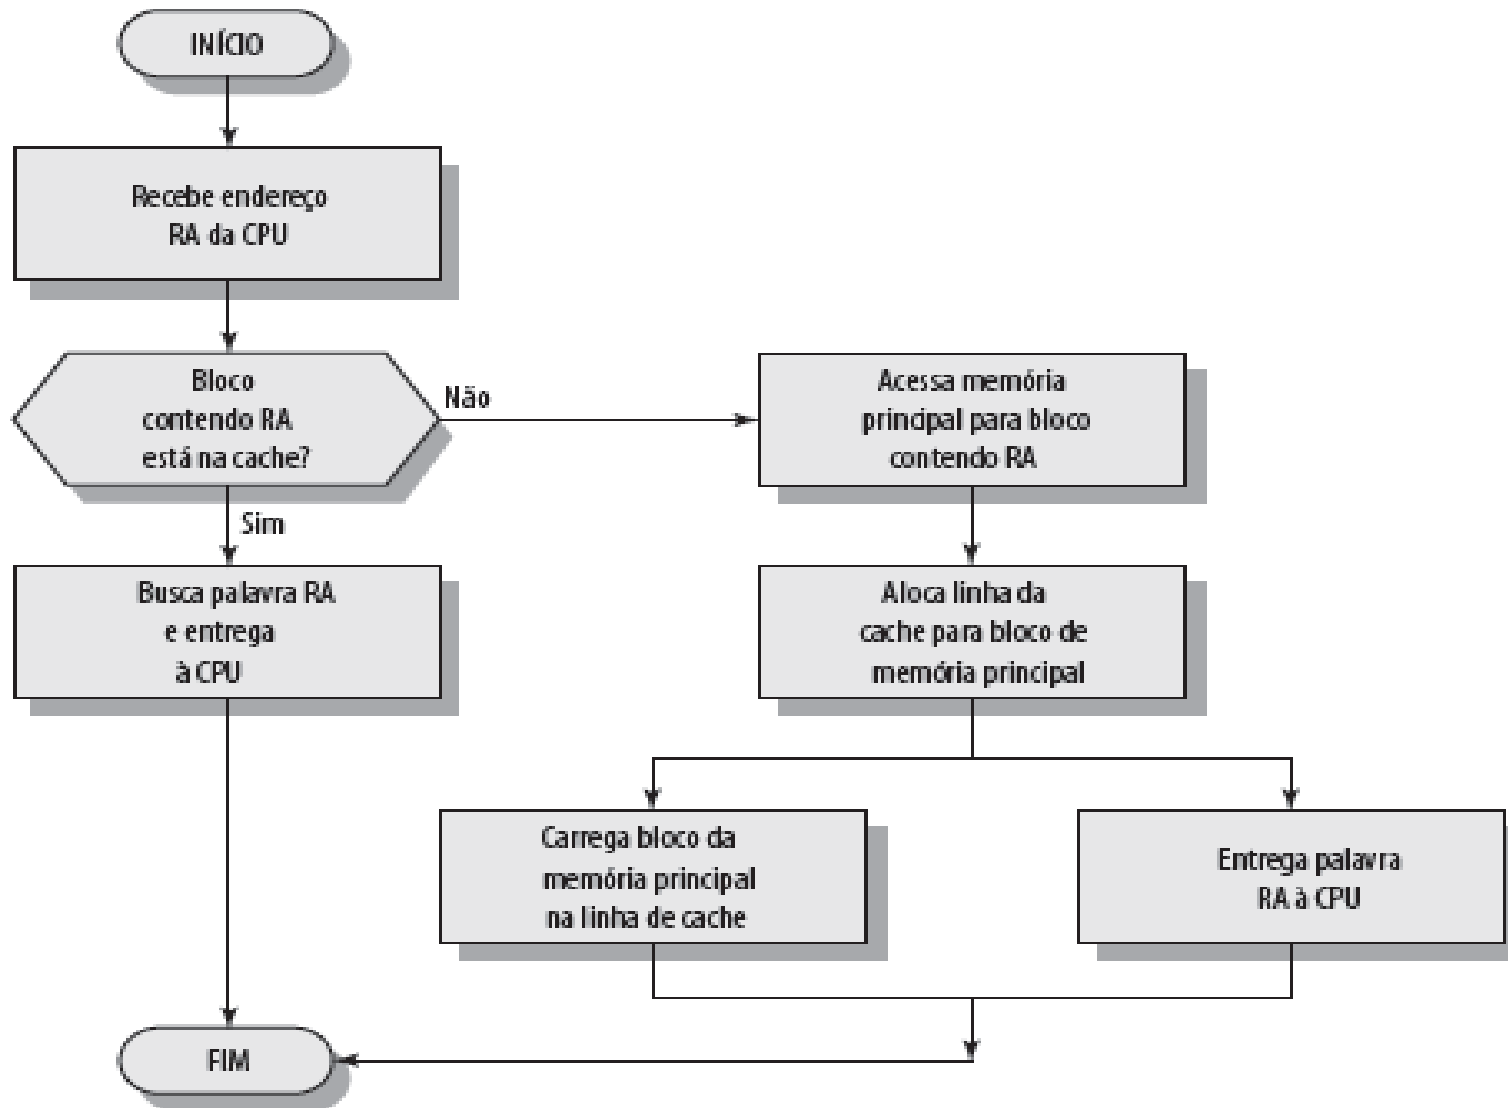 INÍCIO
Recebe endereço
RA da CPU
Bloco
contendo RA
está na cache?
Não
Acessa memória
principal para bloco
contendo RA
Sim
Busca palavra RA
e entrega
à CPU
Aloca linha da
cache para bloco de
memória principal
Carrega bloco da
memória principal
na linha de cache
Entrega palavra
RA à CPU
FIM